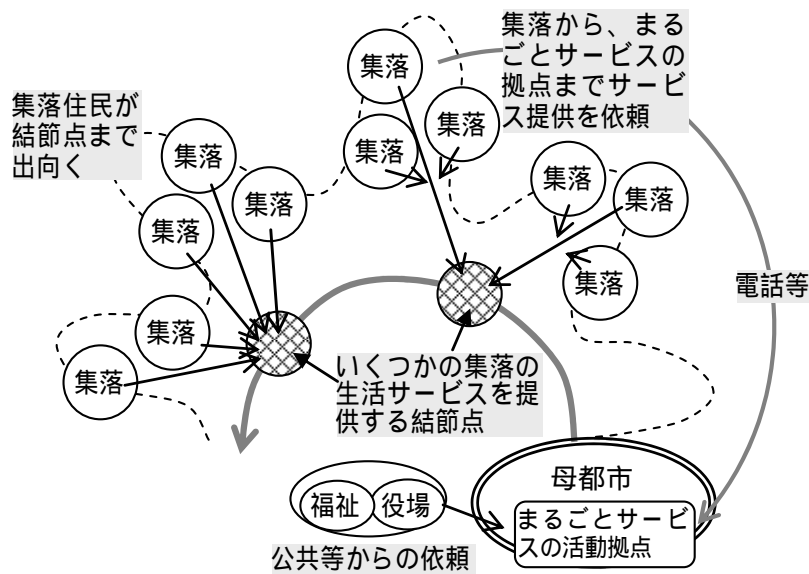 集落から、まる
ごとサービスの
拠点までサービ
ス提供を依頼
集落
集落住民が
結節点まで
出向く
集落
集落
集落
集落
集落
集落
集落
集落
集落
集落
電話等
集落
いくつかの集落の
生活サービスを提
供する結節点
母都市
福祉
役場
まるごとサービ
スの活動拠点
公共等からの依頼